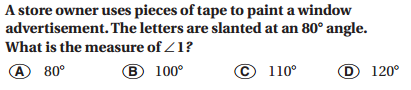 A store owner uses pieces of tape to paint a window
advertisement. The letters are slanted at an 80° angle.
What is the measure of ∠1?
Ⓐ 80° Ⓑ 100° Ⓒ 110° Ⓓ 120°